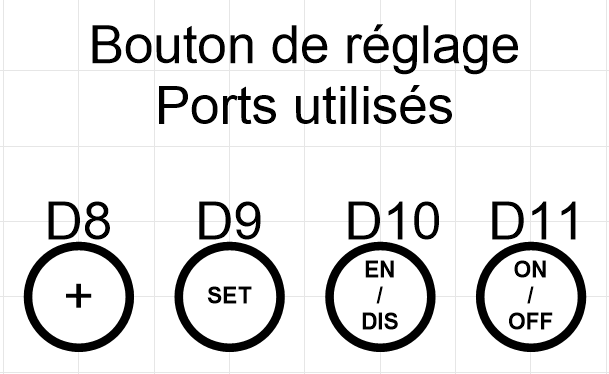 Bouton de réglage
Ports utilisés
D8 D9 D10 D11
+ SET EN / DIS ON / OFF